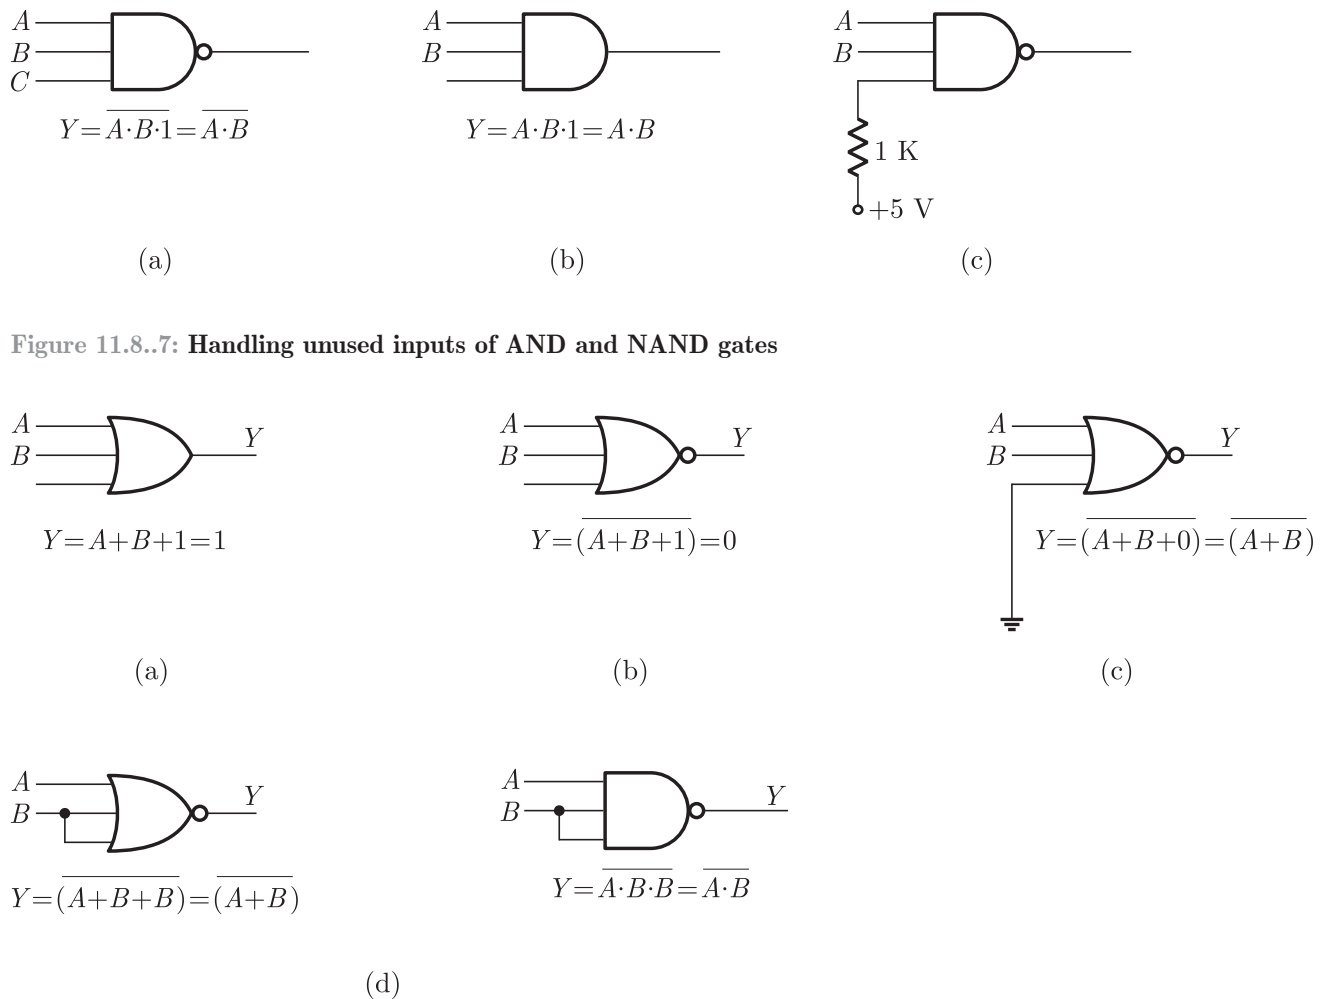 A
B
C
Y=\overline{A·B·1}=\overline{A·B}
(a)
A
B
Y=A·B·1=A·B
(b)
A
B
1 K
+5 V
(c)
Figure 11.8..7: Handling unused inputs of AND and NAND gates
A
B
Y
Y=A+B+1=1
(a)
A
B
Y
Y=\overline{(A+B+1)}=0
(b)
A
B
Y
Y=\overline{(A+B+0)}=\overline{(A+B)}
(c)
A
B
Y
Y=\overline{(A+B+B)}=\overline{(A+B)}
A
B
Y
Y=\overline{A·B·B}=\overline{A·B}
(d)